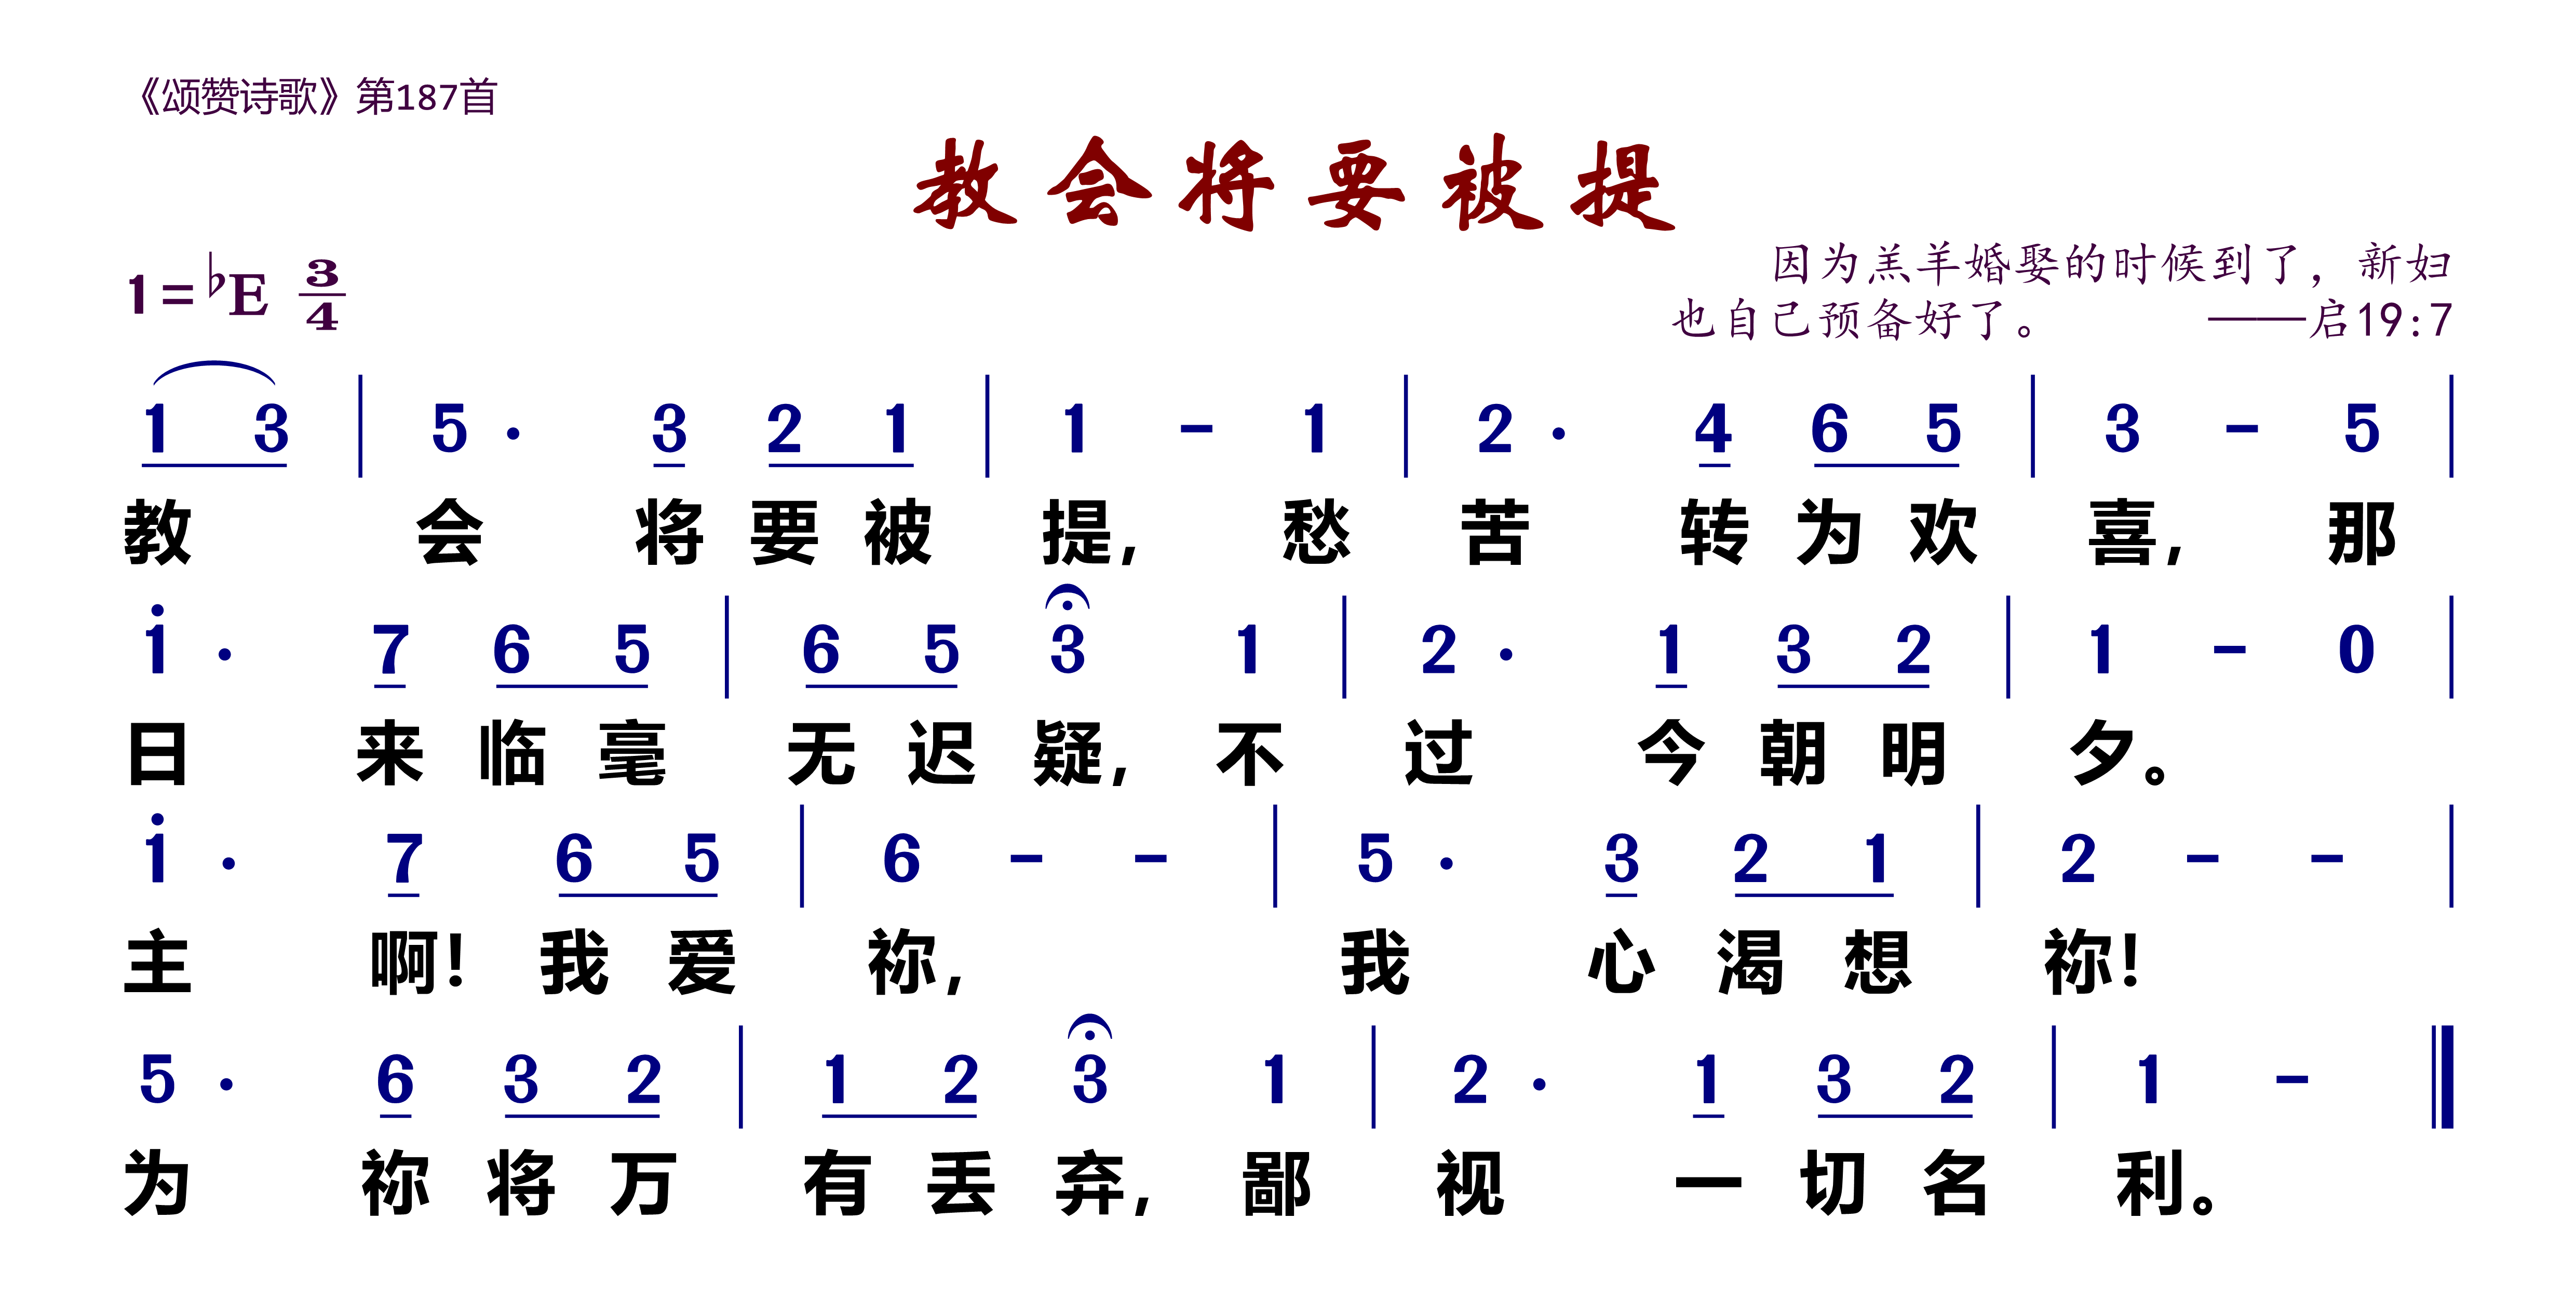 《颂赞诗歌》第187首
教会将要被提
1=♭E 3/4
因为羔羊婚娶的时候到了，新妇
也自己预备好了。 ——启19:7
1 3 | 5 · 3 2 1 | 1 - 1 | 2 · 4 6 5 | 3 - 5 |
教 会 将 要 被 提， 愁 苦 转 为 欢 喜， 那
i · 7 6 5 | 6 5 3 1 | 2 · 1 3 2 | 1 - 0 |
日 来 临 毫 无 迟 疑， 不 过 今 朝 明 夕。
i · 7 6 5 | 6 - - | 5 · 3 2 1 | 2 - - |
主 啊！ 我 爱 祢， 我 心 渴 想 祢！
5 · 6 3 2 | 1 2 3 1 | 2 · 1 3 2 | 1 - ‖
为 祢 将 万 有 丢 弃， 鄙 视 一 切 名 利。